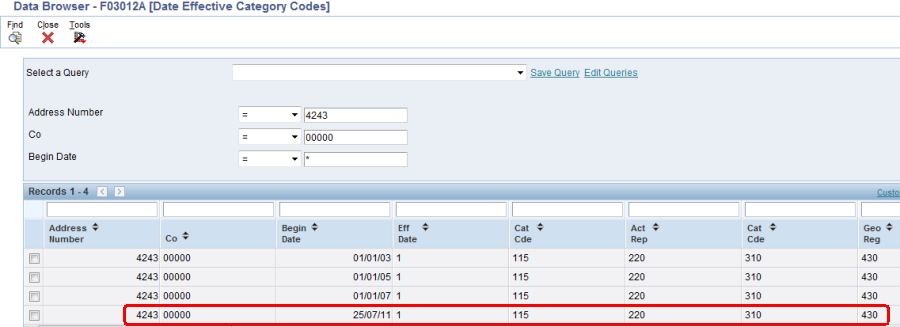 Data Browser - F03012A [Date Effective Category Codes]
Find Close Tools
Select a Query Save Query Edit Queries
Address Number = 4243
Co = 00000
Begin Date = *
Records 1 - 4
Address Number Co Begin Date Eff Date Cat Cde Act Rep Cat Cde Geo Reg
4243 00000 01/01/03 1 115 220 310 430
4243 00000 01/01/05 1 115 220 310 430
4243 00000 01/01/07 1 115 220 310 430
4243 00000 25/07/11 1 115 220 310 430